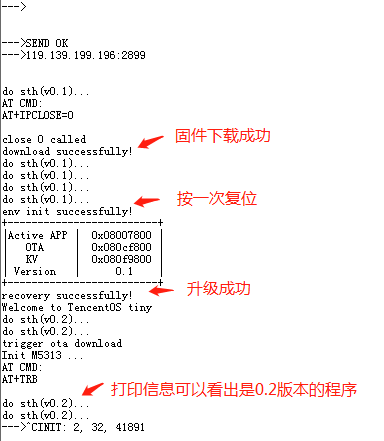 --->
--->SEND OK
--->119.139.199.196:2899
do sth(v0.1)...
AT CMD:
AT+IPCLOSE=0
close 0 called
固件下载成功
download successfully!
do sth(v0.1)...
do sth(v0.1)...
do sth(v0.1)...
按一次复位
do sth(v0.1)...
env init successfully!
+--------------------------+
|Active APP | 0x08007800 |
| OTA | 0x080cf800 |
| KV | 0x080f9800 |
| Version | 0.1 |
+--------------------------+
升级成功
recovery successfully!
Welcome to TencentOS tiny
do sth(v0.2)...
do sth(v0.2)...
trigger ota download
Init M5313 ...
AT CMD:
AT+TRB
打印信息可以看出是0.2版本的程序
do sth(v0.2)...
do sth(v0.2)...
--->^CINIT: 2, 32, 41891